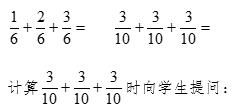 1/6 + 2/6 + 3/6 = 3/10 + 3/10 + 3/10 =
计算 3/10 + 3/10 + 3/10 时向学生提问：